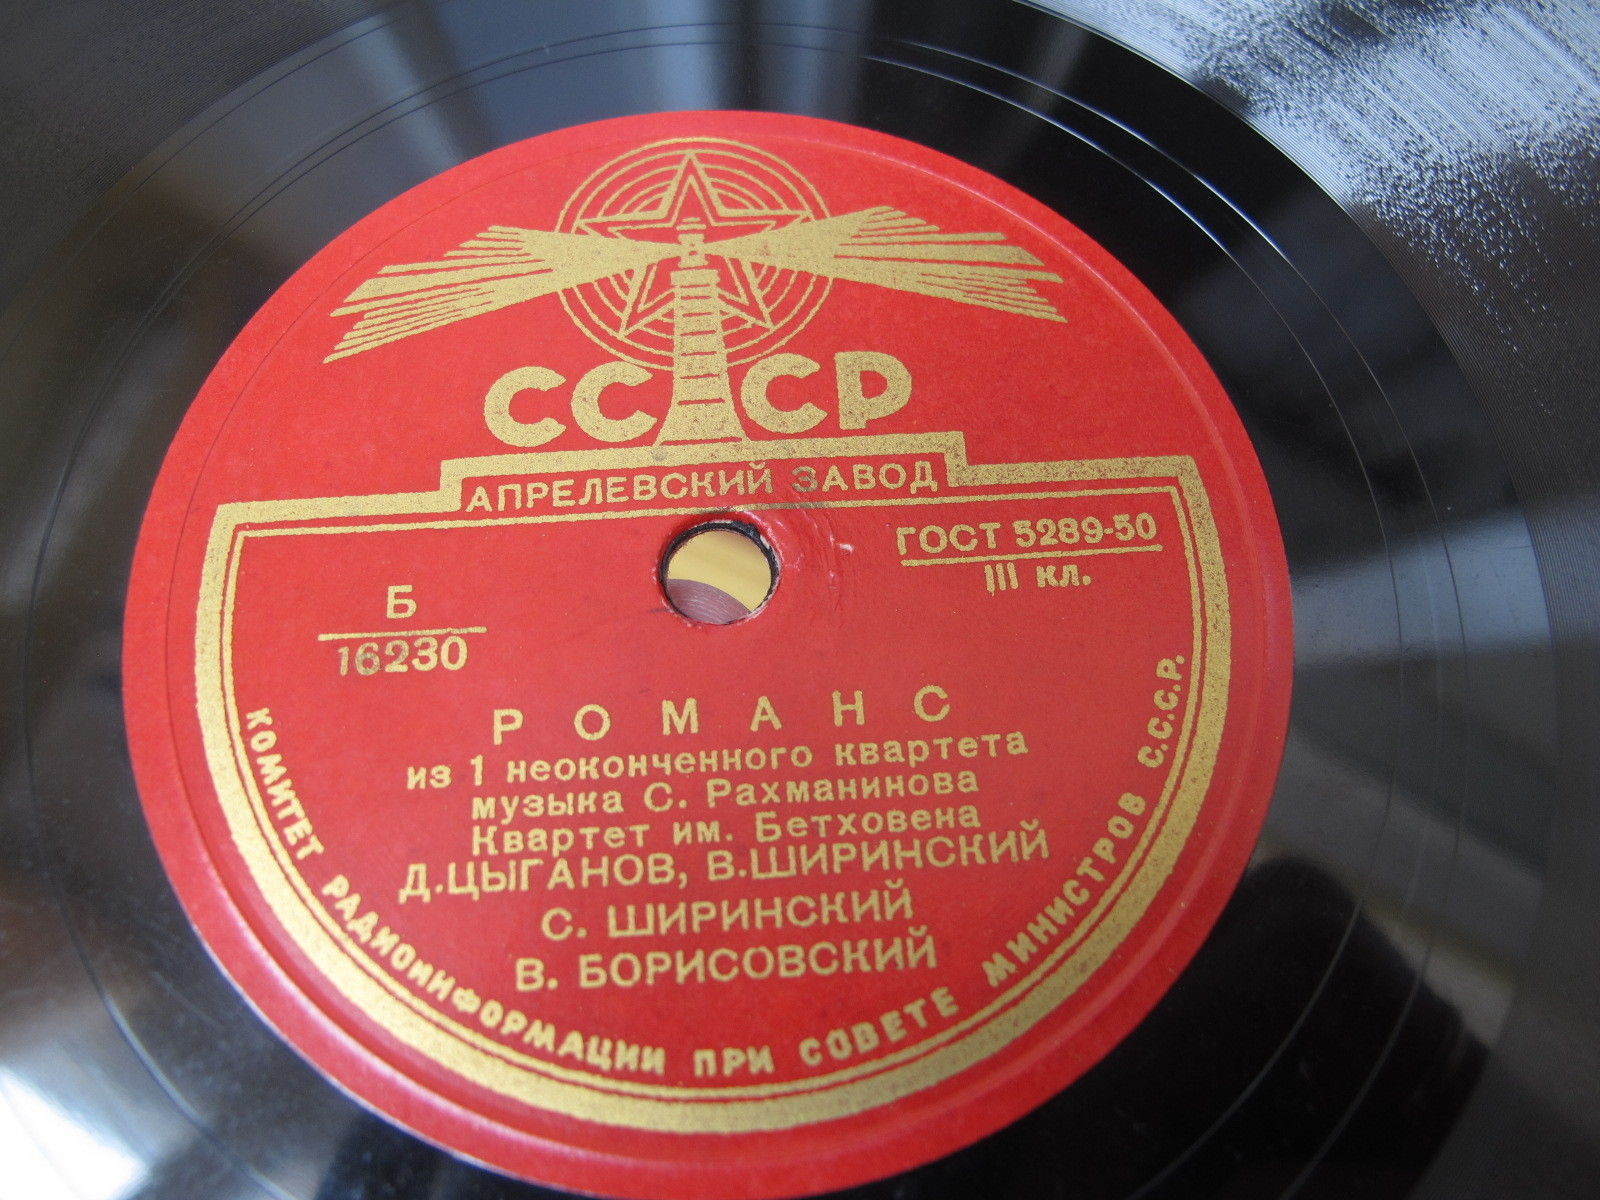 СССР
АПРЕЛЕВСКИЙ ЗАВОД
ГОСТ 5289-50
III кл.
Б
16230
РОМАНС
из 1 неоконченного квартета
музыка С. Рахманинова
Квартет им. Бетховена
Д.ЦЫГАНОВ, В.ШИРИНСКИЙ
С. ШИРИНСКИЙ
В. БОРИСОВСКИЙ
КОМИТЕТ РАДИОИНФОРМАЦИИ ПРИ СОВЕТЕ МИНИСТРОВ С.С.С.Р.